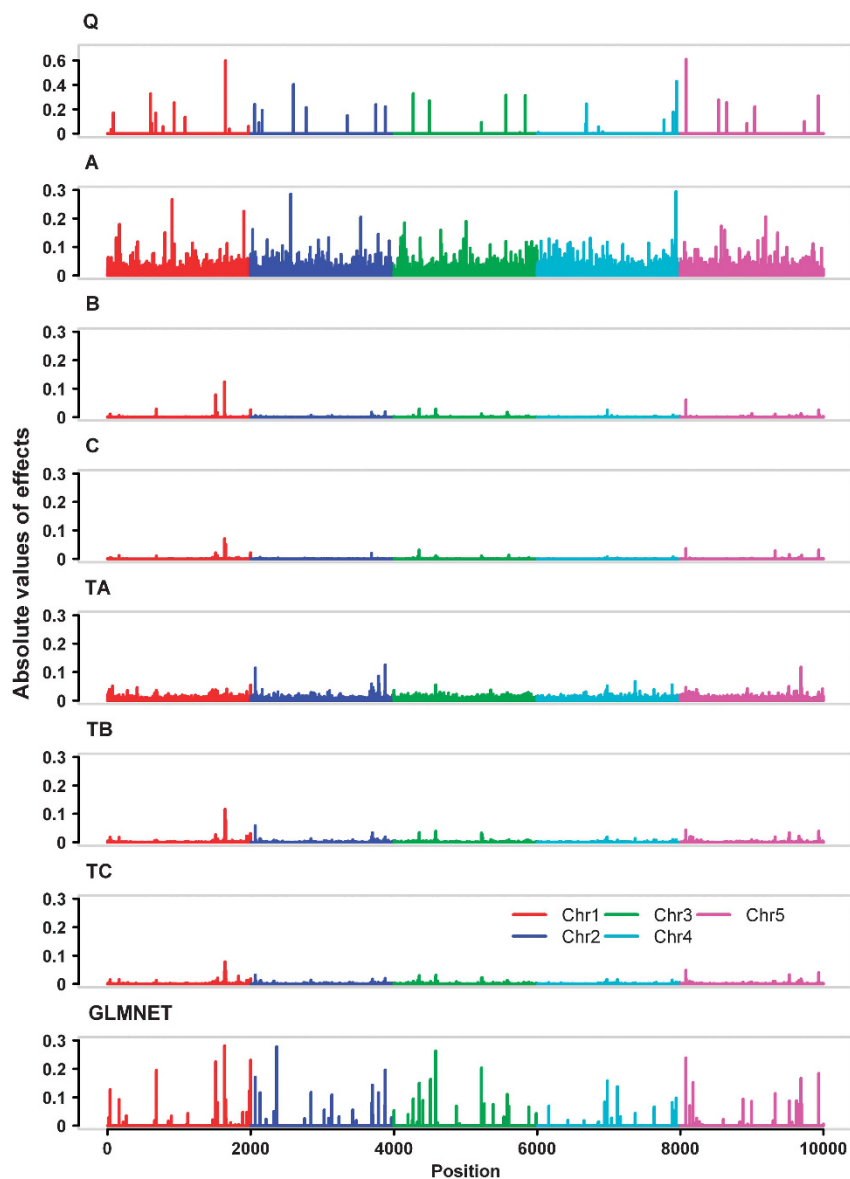 Q
0.6
0.4
0.2
0
A
0.3
0.2
0.1
0
B
0.3
0.2
0.1
0
C
0.3
0.2
0.1
0
Absolute values of effects
TA
0.3
0.2
0.1
0
TB
0.3
0.2
0.1
0
TC
0.3
0.2
0.1
0
Chr1 Chr3 Chr5
Chr2 Chr4
GLMNET
0.3
0.2
0.1
0
0 2000 4000 6000 8000 10000
Position